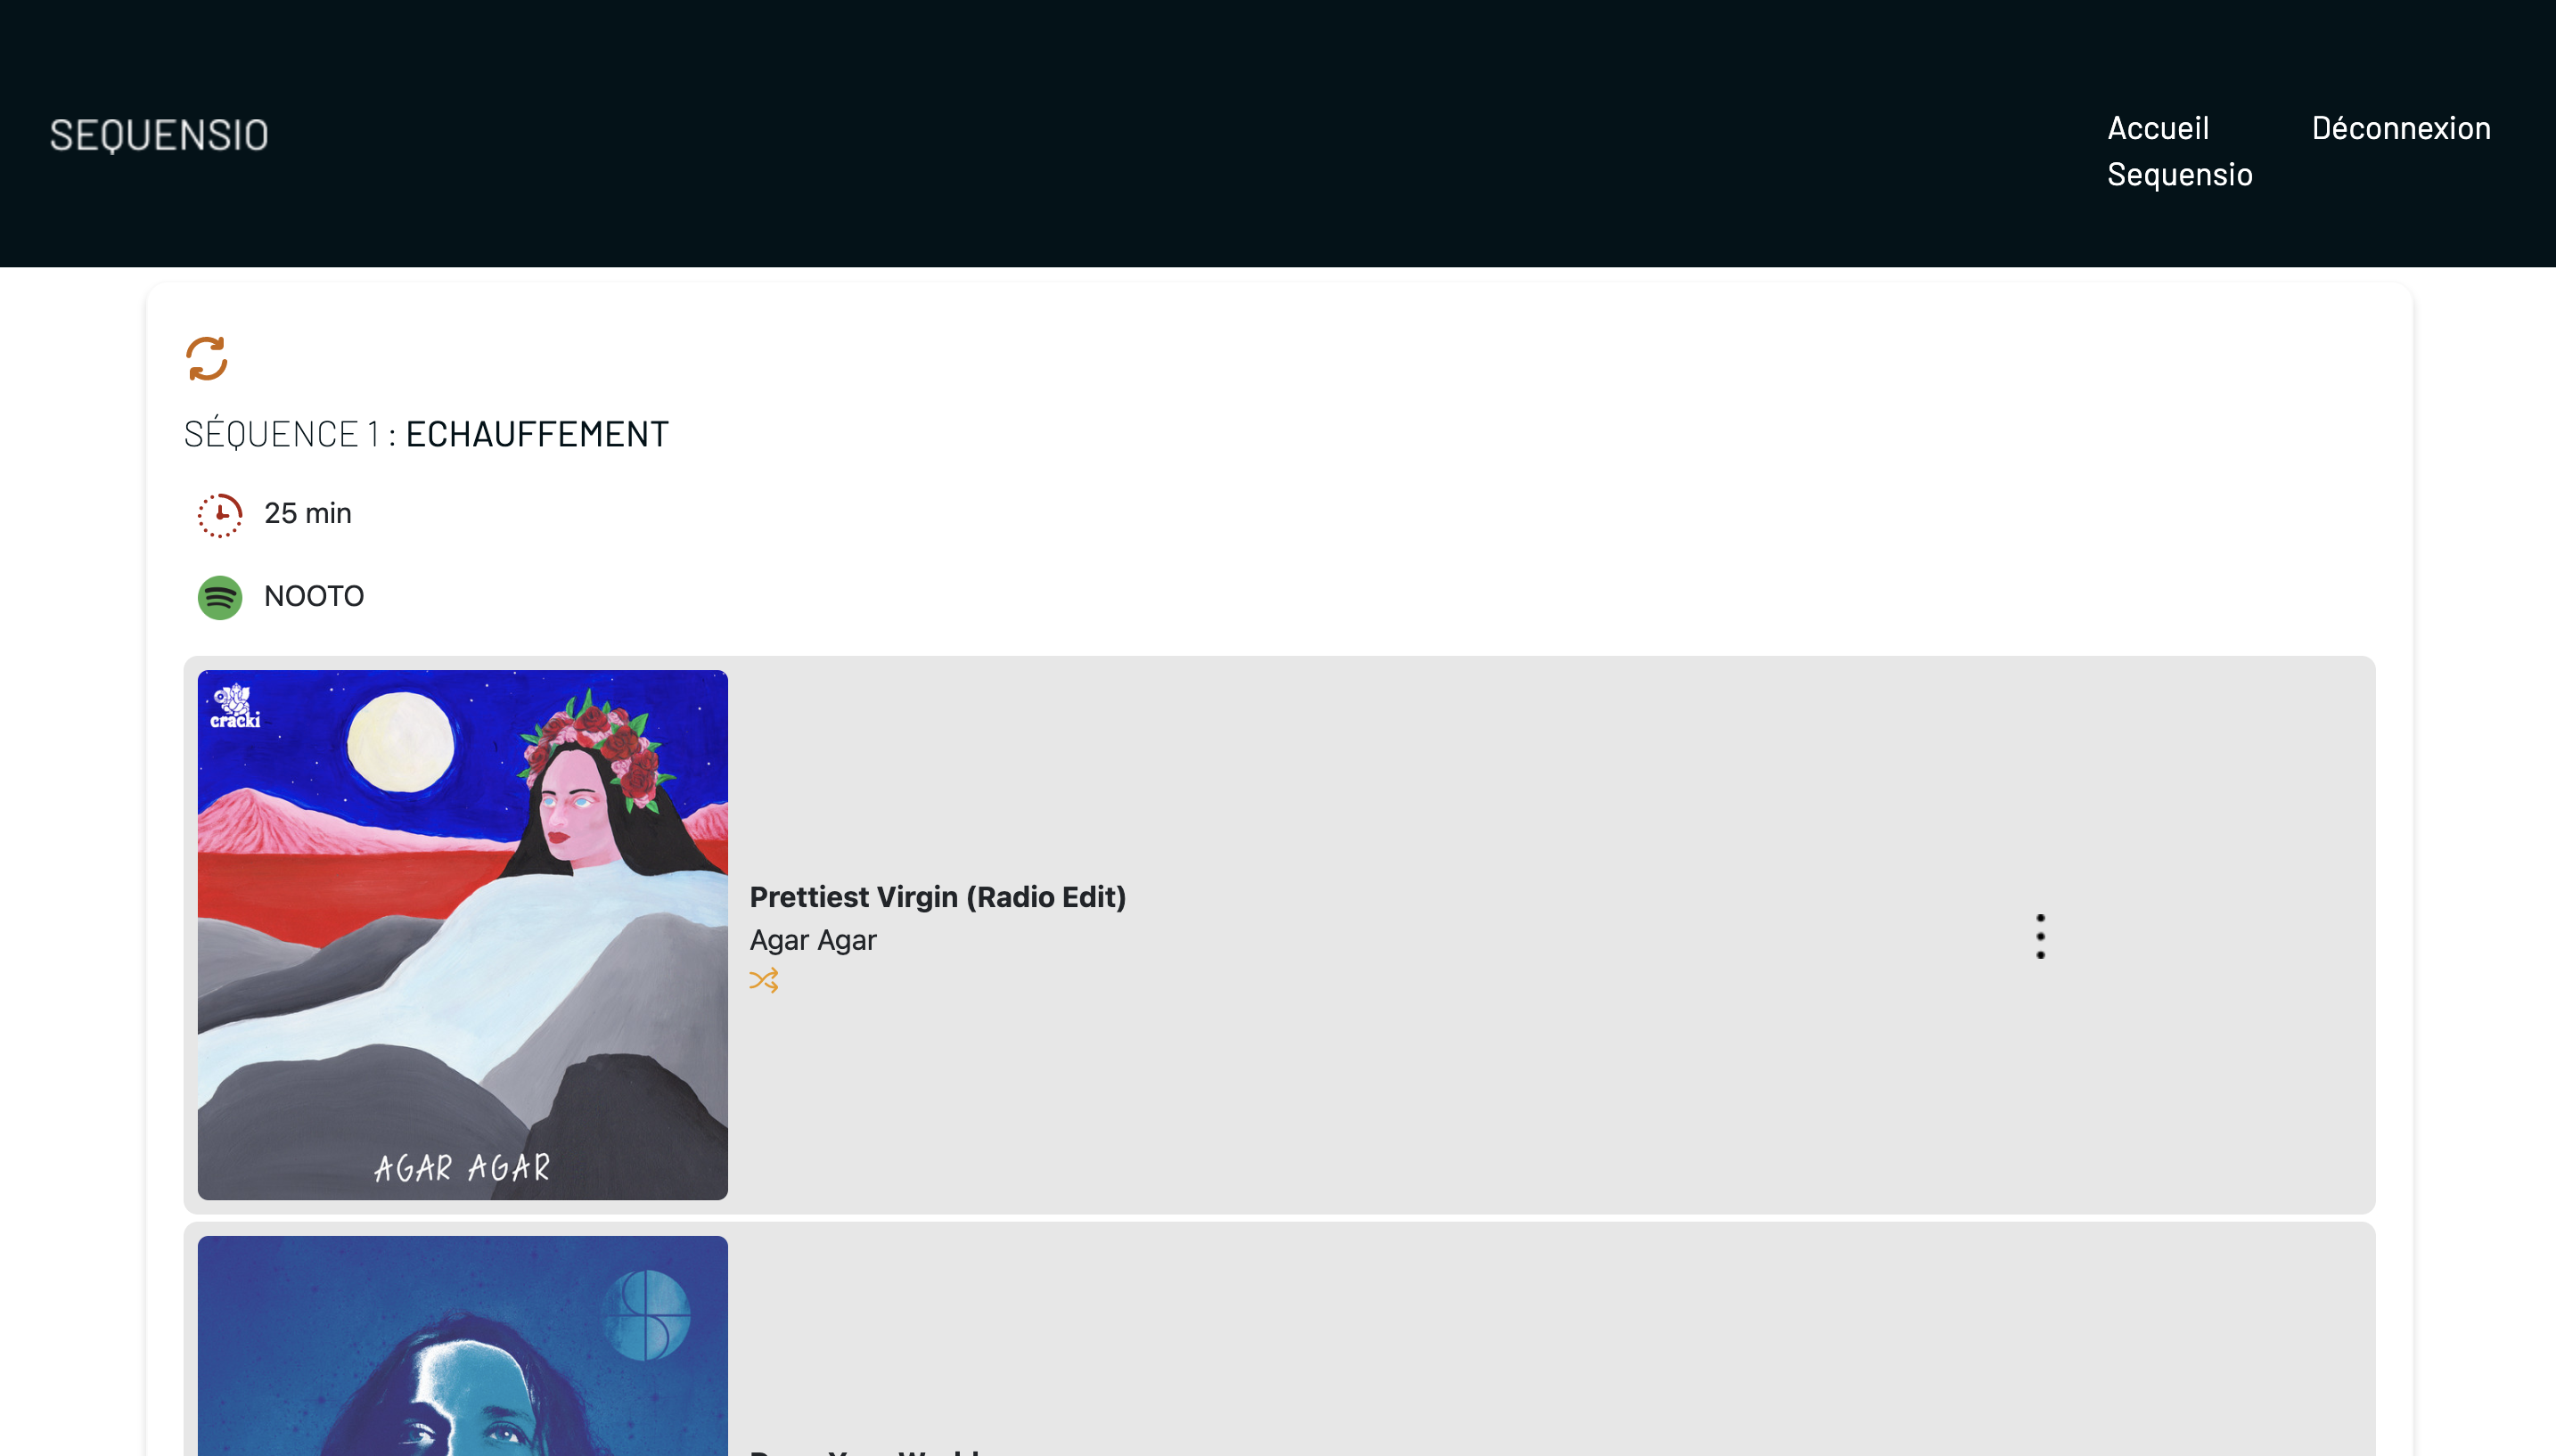 SEQUENSIO
Accueil
Sequensio
Déconnexion
SÉQUENCE 1 : ECHAUFFEMENT
25 min
NOOTO
cracki
Prettiest Virgin (Radio Edit)
Agar Agar
AGAR AGAR